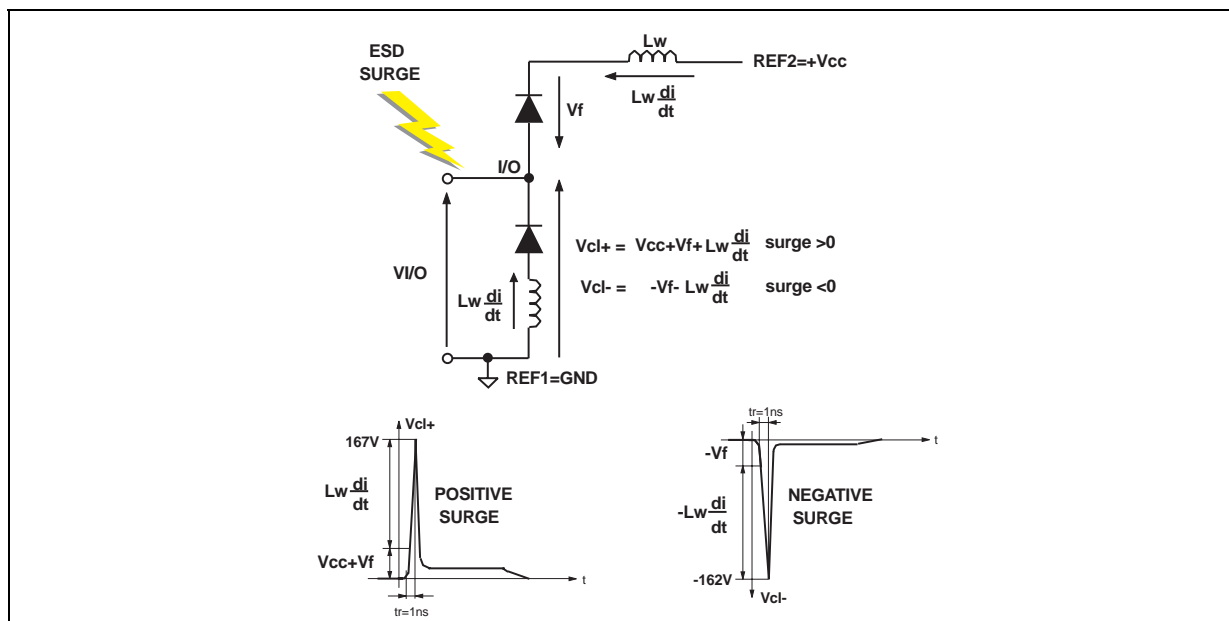 ESD
SURGE
Lw
REF2=+Vcc
Lw di/dt
Vf
I/O
VI/O
Lw di/dt
Vcl+ = Vcc+Vf+Lw di/dt surge >0
Vcl- = -Vf- Lw di/dt surge <0
REF1=GND
Vcl+
167V
Lw di/dt
POSITIVE
SURGE
Vcc+Vf
t
tr=1ns
tr=1ns
t
-Vf
-Lw di/dt
NEGATIVE
SURGE
-162V
Vcl-